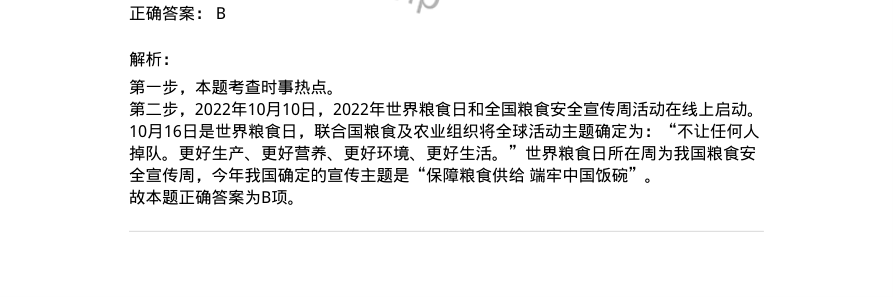 正确答案： B
解析：
第一步，本题考查时事热点。
第二步，2022年10月10日，2022年世界粮食日和全国粮食安全宣传周活动在线上启动。
10月16日是世界粮食日，联合国粮食及农业组织将全球活动主题确定为：“不让任何人
掉队。更好生产、更好营养、更好环境、更好生活。”世界粮食日所在周为我国粮食安
全宣传周，今年我国确定的宣传主题是“保障粮食供给 端牢中国饭碗”。
故本题正确答案为B项。